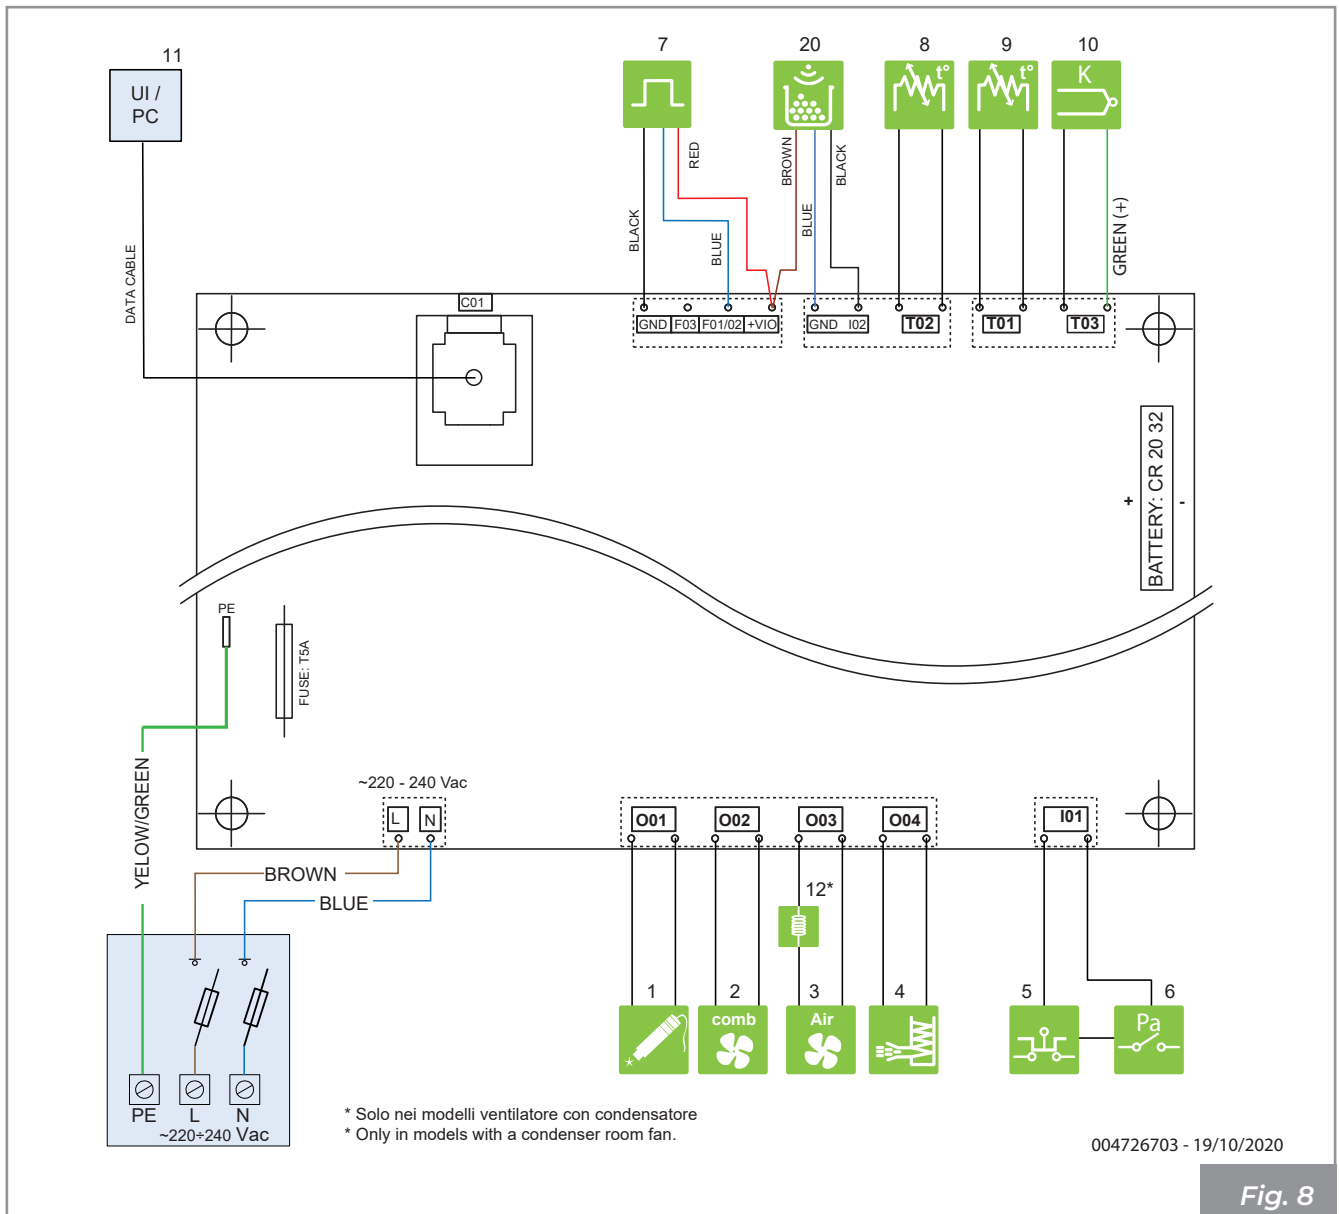 11
7
20
8
9
10
UI /
PC
t°
t°
K
RED
BROWN
BLACK
BLACK
BLUE
BLUE
GREEN (+)
DATA CABLE
C01
GND
F03
F01/02
+VIO
GND
I02
T02
T01
T03
BATTERY: CR 20 32
+
-
PE
FUSE: T5A
YELOW/GREEN
~220 - 240 Vac
L
N
O01
O02
O03
O04
I01
BROWN
BLUE
12*
1
2
3
4
5
6
comb
Air
Pa
PE
L
N
~220÷240 Vac
* Solo nei modelli ventilatore con condensatore
* Only in models with a condenser room fan.
004726703 - 19/10/2020
Fig. 8